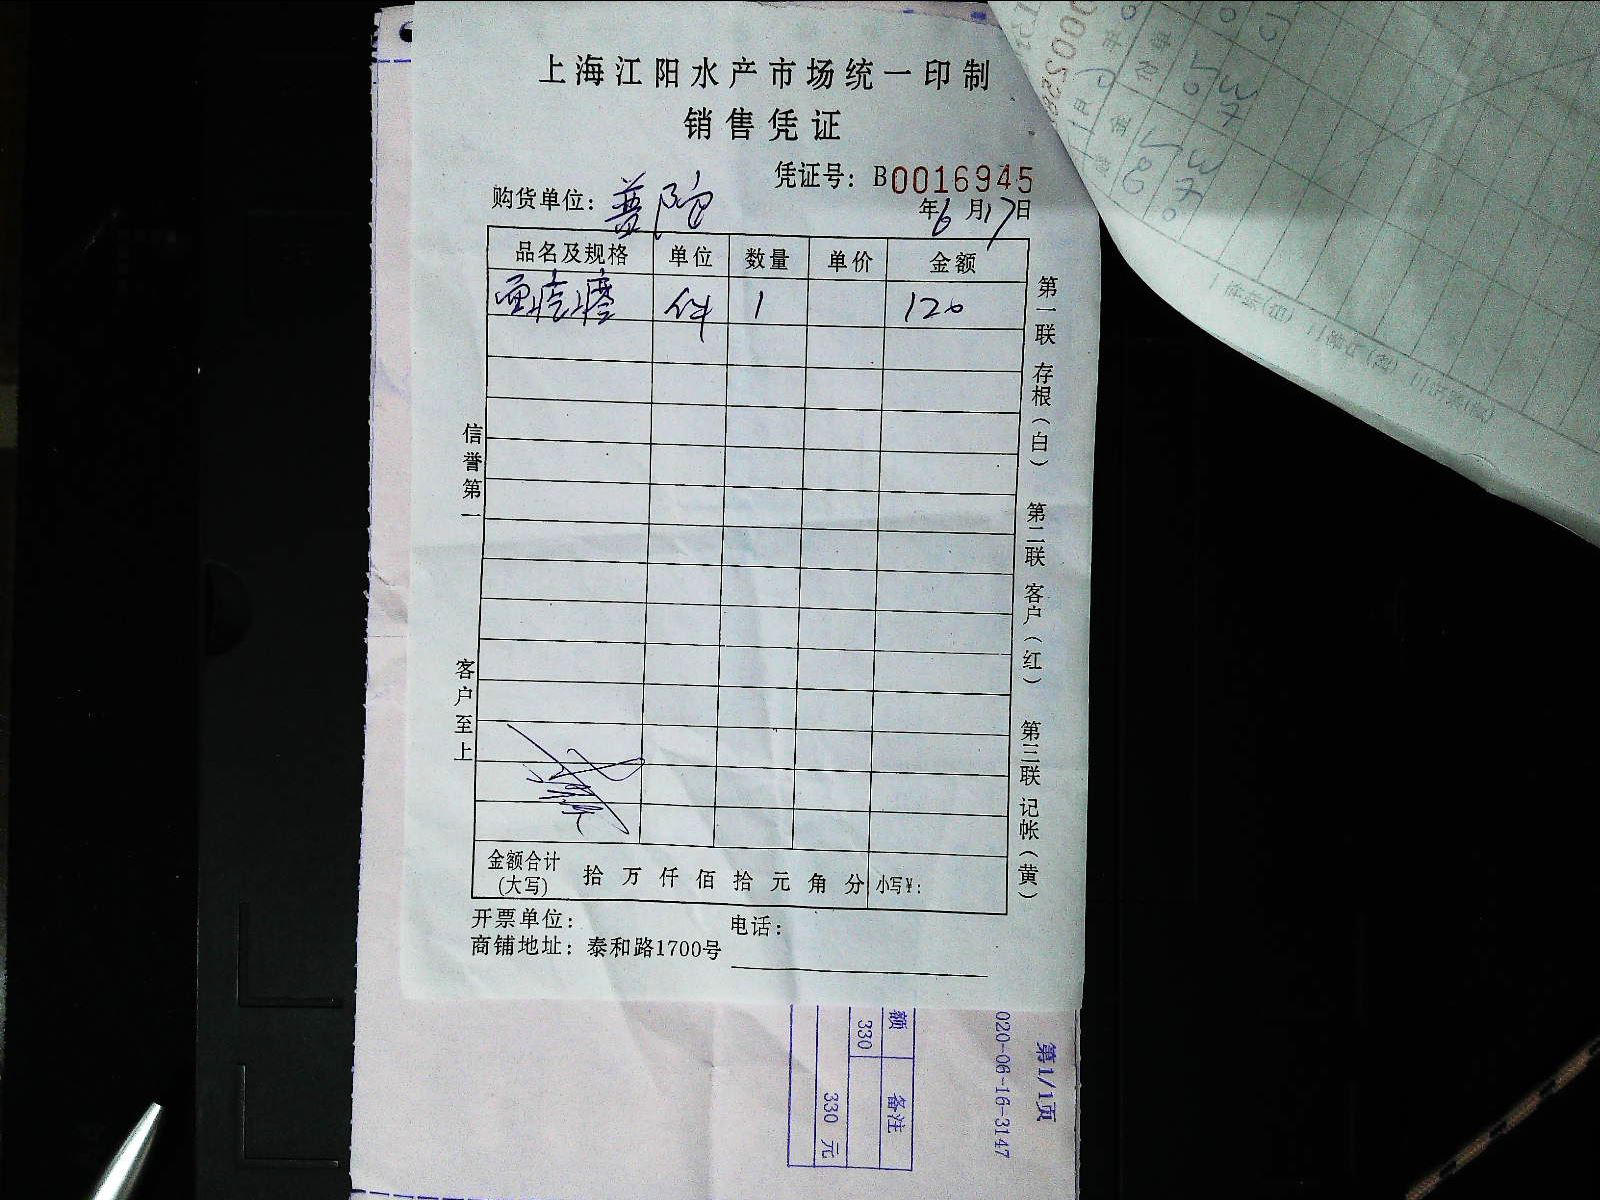 上海江阳水产市场统一印制
销售凭证
凭证号：B0016945
购货单位：普陀
年6月17日
品名及规格 单位 数量 单价 金额
件 1 120
信誉第一
客户至上
第一联 存根（白） 第二联 客户（红） 第三联 记帐（黄）
金额合计（大写） 拾 万 仟 佰 拾 元 角 分 小写¥：
开票单位： 电话：
商铺地址：泰和路1700号
第1/1页
020-06-16-3147
额 备注
330
330 元